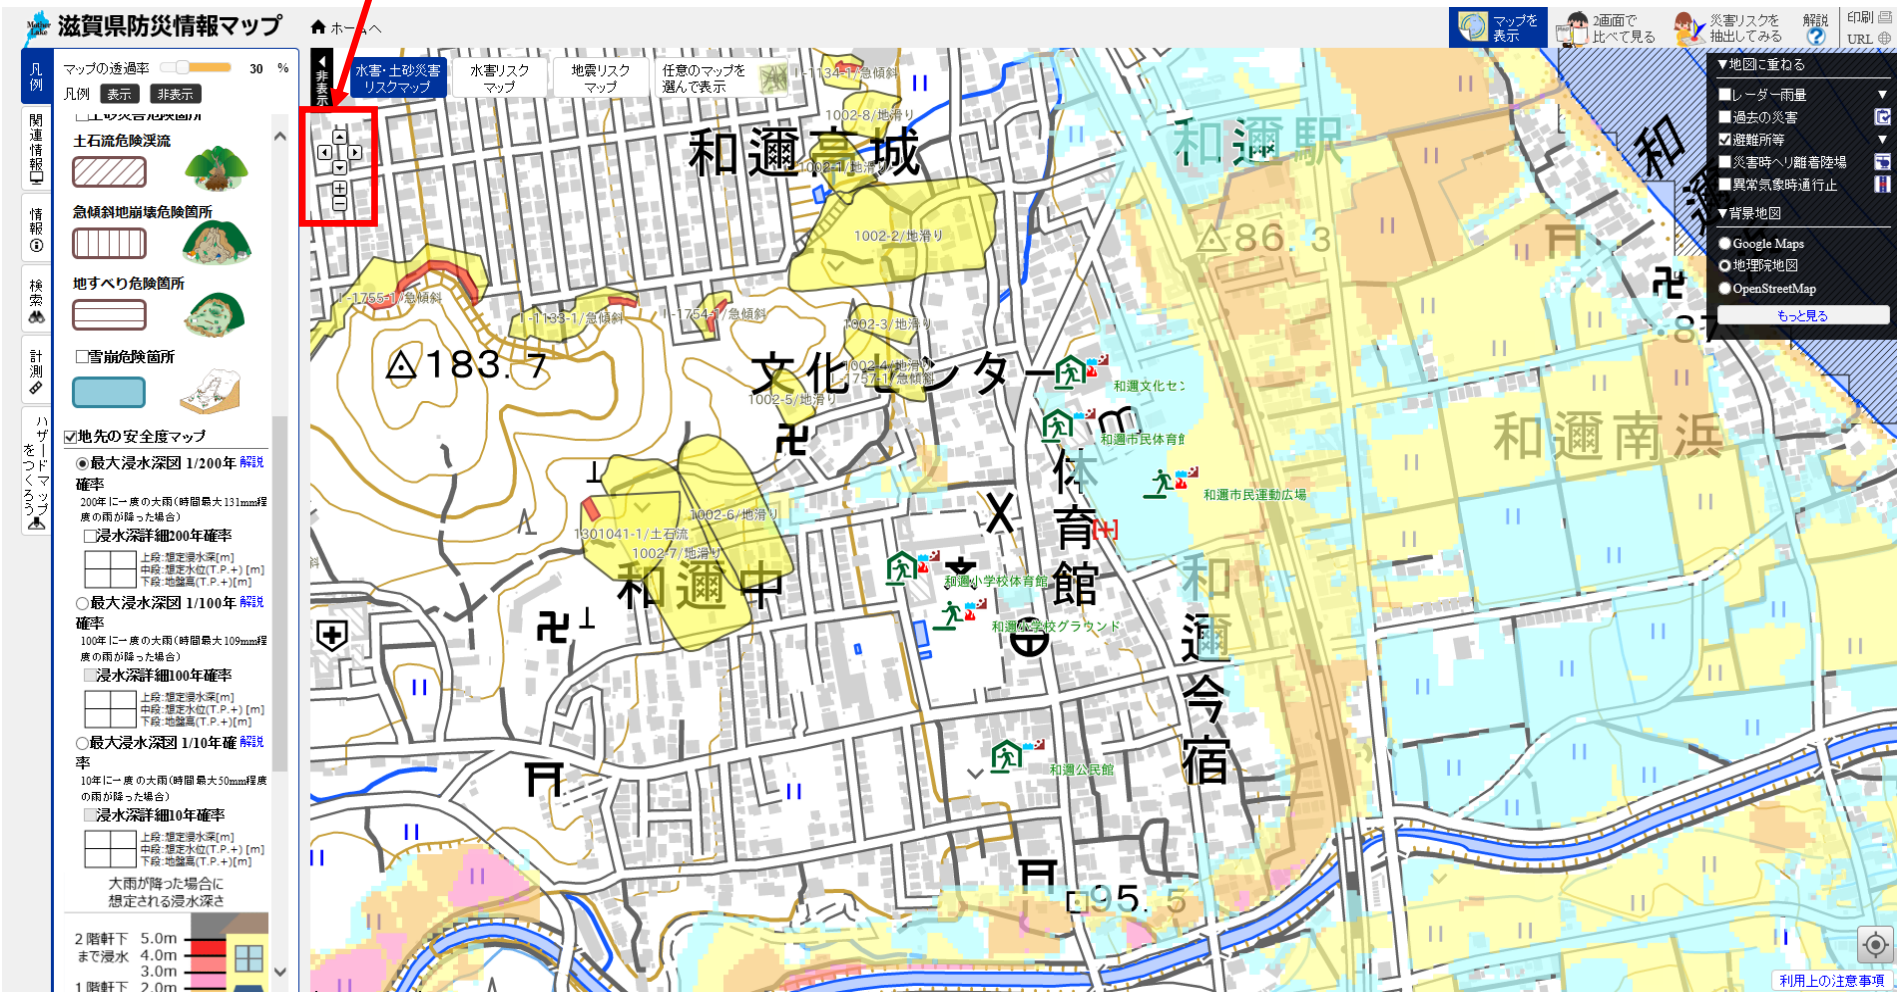 Mother Lake
滋賀県防災情報マップ
ホームへ
マップを
表示
2画面で
比べて見る
災害リスクを
抽出してみる
解説
印刷
URL
凡例
関連情報
情報
検索
計測
ハザードマップ
をつくろう
マップの透過率 30 %
凡例 表示 非表示
土砂災害危険箇所
土石流危険渓流
急傾斜地崩壊危険箇所
地すべり危険箇所
雪崩危険箇所
地先の安全度マップ
最大浸水深図 1/200年 解説
確率
200年に一度の大雨(時間最大131mm程
度の雨が降った場合)
浸水深詳細200年確率
上段:想定浸水深[m]
中段:想定水位(T.P.+) [m]
下段:地盤高(T.P.+)[m]
最大浸水深図 1/100年 解説
確率
100年に一度の大雨(時間最大109mm程
度の雨が降った場合)
浸水深詳細100年確率
上段:想定浸水深[m]
中段:想定水位(T.P.+) [m]
下段:地盤高(T.P.+)[m]
最大浸水深図 1/10年確 解説
率
10年に一度の大雨(時間最大50mm程度
の雨が降った場合)
浸水深詳細10年確率
上段:想定浸水深[m]
中段:想定水位(T.P.+) [m]
下段:地盤高(T.P.+)[m]
大雨が降った場合に
想定される浸水深さ
2階軒下 5.0m
まで浸水 4.0m
3.0m
1階軒下 2.0m
非表示
水害・土砂災害
リスクマップ
水害リスク
マップ
地震リスク
マップ
任意のマップを
選んで表示
Ⅰ-1134-1/急傾斜
1002-8/地滑り
和邇高城
1002-1/地滑り
和邇駅
1002-2/地滑り
86.3
Ⅰ-1755-1/急傾斜
Ⅰ-1133-1/急傾斜
Ⅰ-1754-1/急傾斜
1002-3/地滑り
183.7
文化センター
1002-4/地滑り
1757-1/急傾斜
1002-5/地滑り
和邇文化セン
和邇市民体育館
体育館
和邇市民運動広場
和邇南浜
1002-6/地滑り
1301041-1/土石流
1002-7/地滑り
和邇中
和邇小学校体育館
和邇小学校グラウンド
和邇今宿
和邇公民館
95.5
和邇
87
▼地図に重ねる
レーダー雨量 ▼
過去の災害
避難所等 ▼
災害時ヘリ離着陸場
異常気象時通行止
▼背景地図
Google Maps
地理院地図
OpenStreetMap
もっと見る
利用上の注意事項